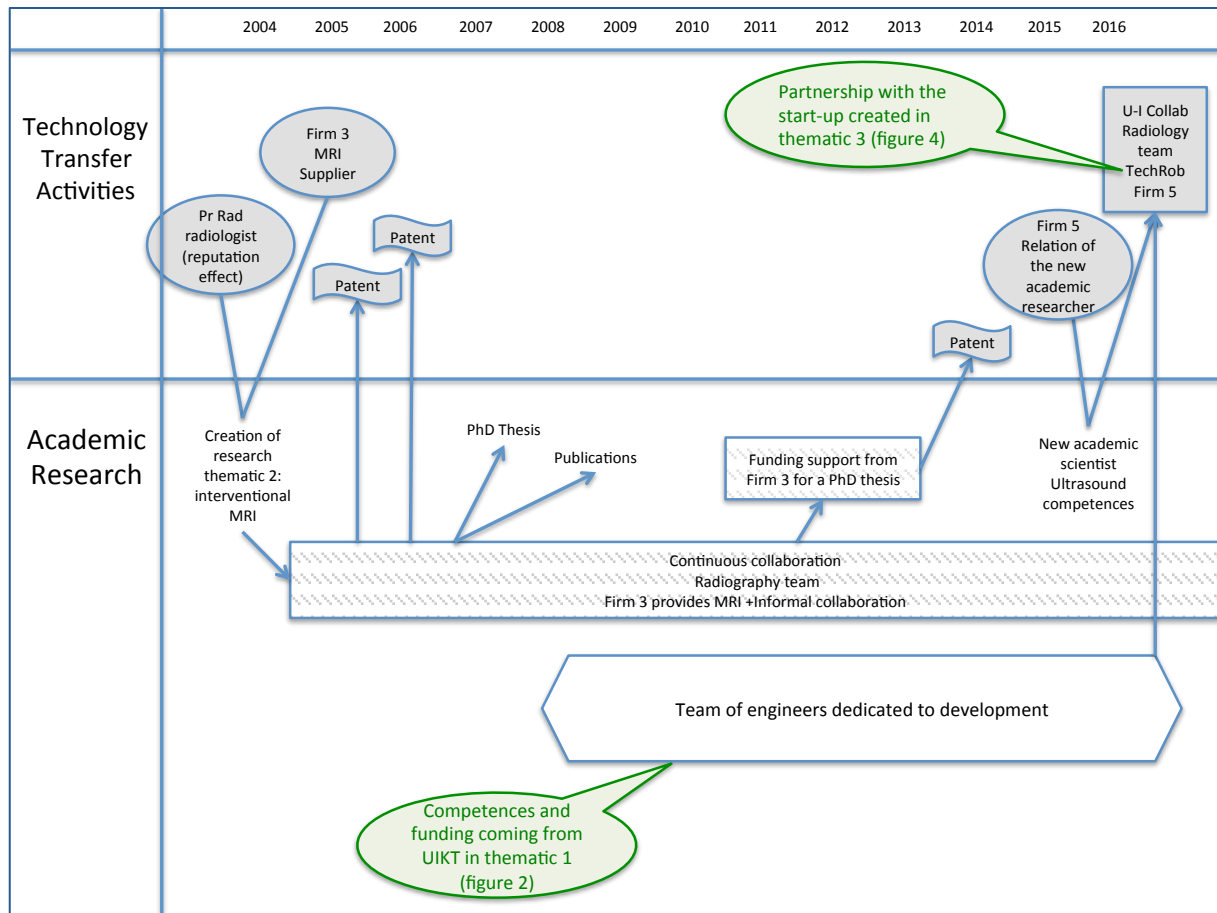 2004 2005 2006 2007 2008 2009 2010 2011 2012 2013 2014 2015 2016
Technology
Transfer
Activities
Pr Rad
radiologist
(reputation
effect)
Firm 3
MRI
Supplier
Patent
Patent
Partnership with the
start-up created in
thematic 3 (figure 4)
U-I Collab
Radiology
team
TechRob
Firm 5
Firm 5
Relation of
the new
academic
researcher
Patent
Academic
Research
Creation of
research
thematic 2:
interventional
MRI
PhD Thesis
Publications
Funding support from
Firm 3 for a PhD thesis
New academic
scientist
Ultrasound
competences
Continuous collaboration
Radiography team
Firm 3 provides MRI +Informal collaboration
Team of engineers dedicated to development
Competences and
funding coming from
UIKT in thematic 1
(figure 2)